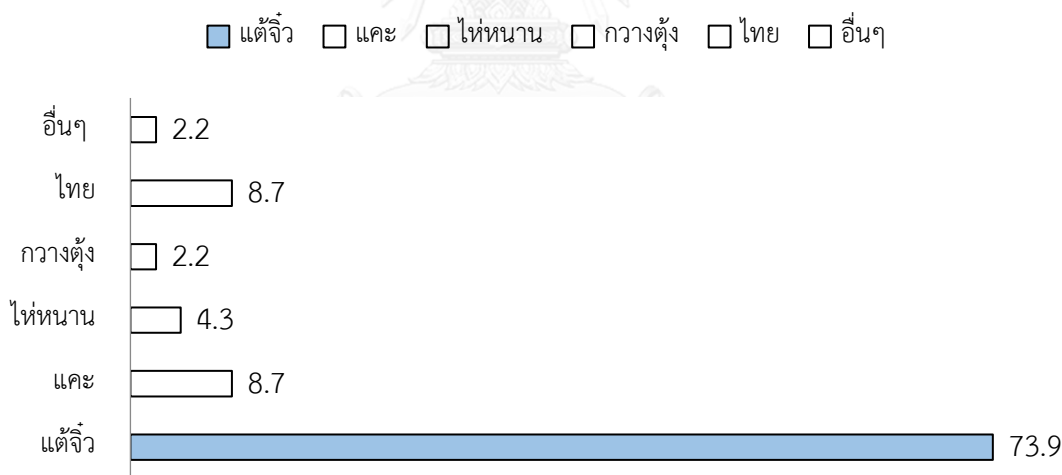 แต้จิ๋ว แคะ ไห่หนาน กวางตุ้ง ไทย อื่นๆ
อื่นๆ 2.2
ไทย 8.7
กวางตุ้ง 2.2
ไห่หนาน 4.3
แคะ 8.7
แต้จิ๋ว 73.9